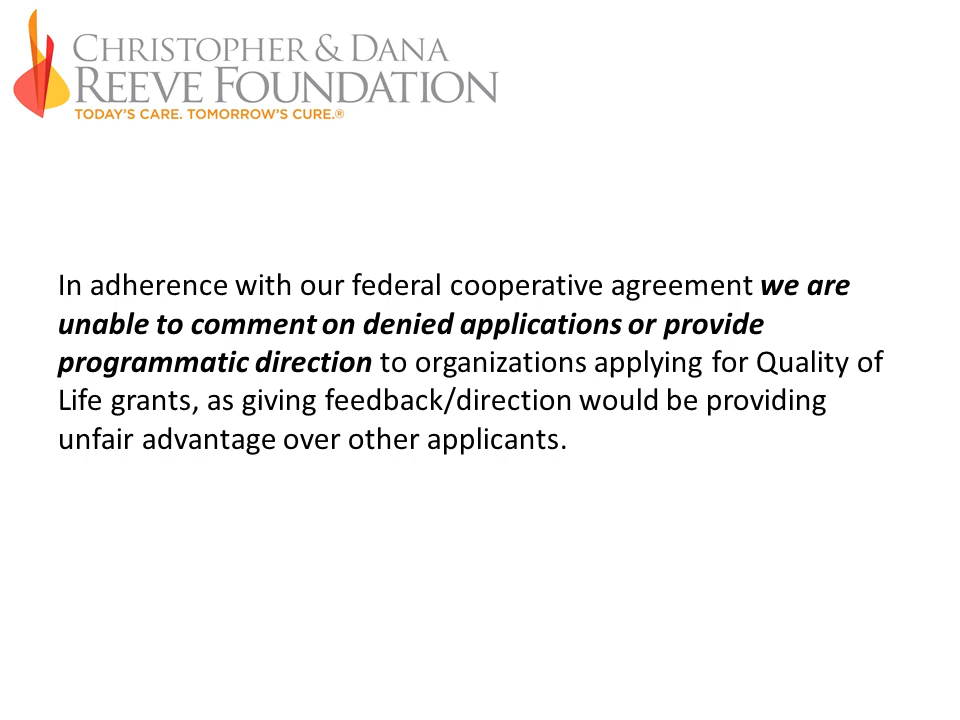 CHRISTOPHER & DANA
REEVE FOUNDATION
TODAY'S CARE. TOMORROW'S CURE.®
In adherence with our federal cooperative agreement we are
unable to comment on denied applications or provide
programmatic direction to organizations applying for Quality of
Life grants, as giving feedback/direction would be providing
unfair advantage over other applicants.